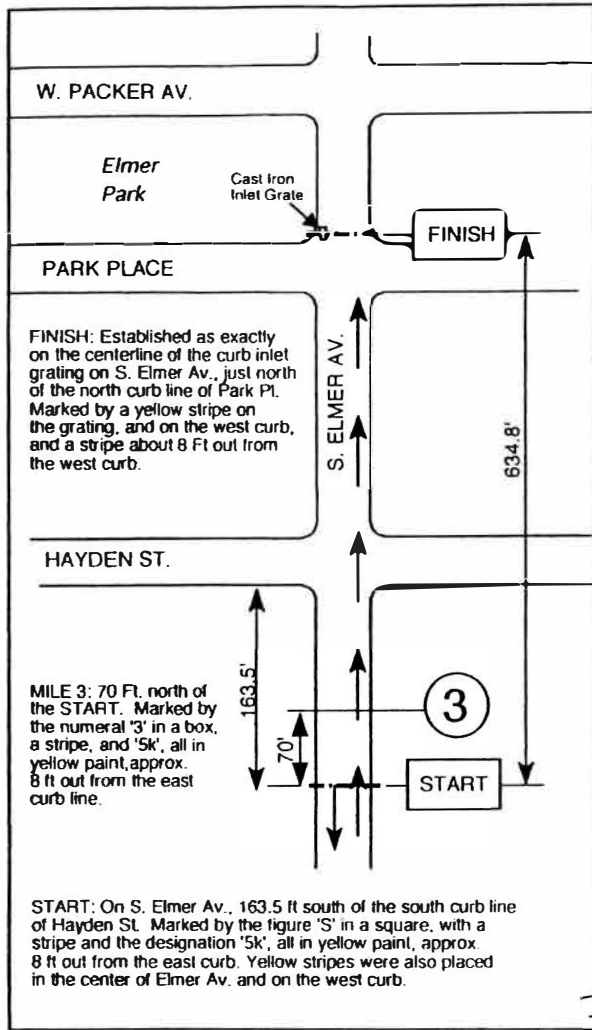 W. PACKER AV.
Elmer
Park
Cast Iron
Inlet Grate
FINISH
PARK PLACE
FINISH: Established as exactly
on the centerline of the curb inlet
grating on S. Elmer Av., just north
of the north curb line of Park Pl.
Marked by a yellow stripe on
the grating, and on the west curb,
and a stripe about 8 Ft out from
the west curb.
S. ELMER AV.
634.8'
HAYDEN ST.
163.5'
MILE 3: 70 Ft. north of
the START. Marked by
the numeral '3' in a box,
a stripe, and '5k', all in
yellow paint,approx.
8 ft out from the east
curb line.
70'
3
START
START: On S. Elmer Av., 163.5 ft south of the south curb line
of Hayden St. Marked by the figure 'S' in a square, with a
stripe and the designation '5k', all in yellow paint, approx.
8 ft out from the east curb. Yellow stripes were also placed
in the center of Elmer Av. and on the west curb.